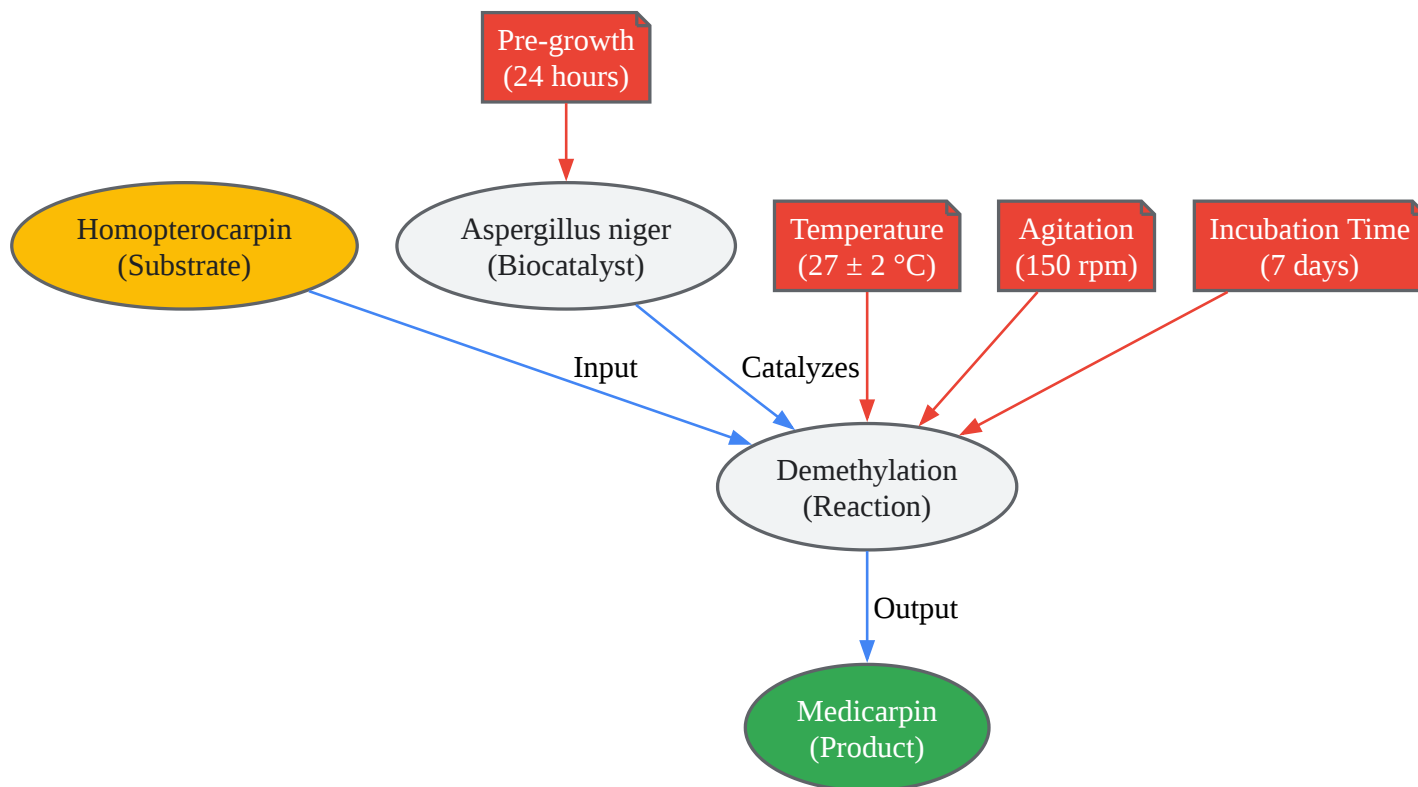 Pre-growth
(24 hours)
Homopterocarpin
(Substrate)
Aspergillus niger
(Biocatalyst)
Temperature
(27 ± 2 °C)
Agitation
(150 rpm)
Incubation Time
(7 days)
Input
Catalyzes
Demethylation
(Reaction)
Output
Medicarpin
(Product)